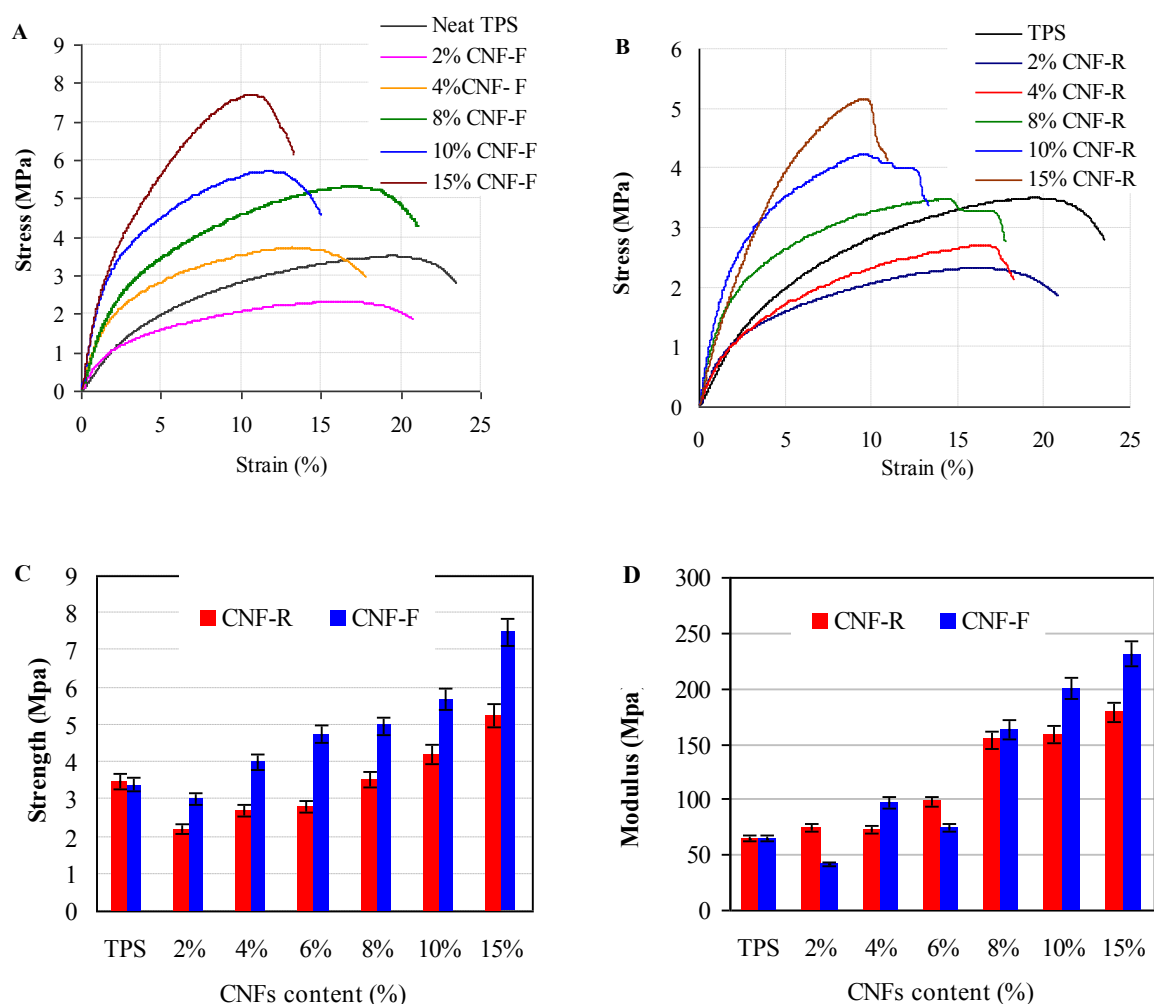 A
Neat TPS
2% CNF-F
4%CNF- F
8% CNF-F
10% CNF-F
15% CNF-F
9
8
7
6
5
4
3
2
1
0
Stress (MPa)
0 5 10 15 20 25
Strain (%)
B
TPS
2% CNF-R
4% CNF-R
8% CNF-R
10% CNF-R
15% CNF-R
6
5
4
3
2
1
0
Stress (MPa)
0 5 10 15 20 25
Strain (%)
C
9
8
7
6
5
4
3
2
1
0
Strength (Mpa)
CNF-R CNF-F
TPS 2% 4% 6% 8% 10% 15%
CNFs content (%)
D
300
250
200
150
100
50
0
Modulus (Mpa
CNF-R CNF-F
TPS 2% 4% 6% 8% 10% 15%
CNFs content (%)